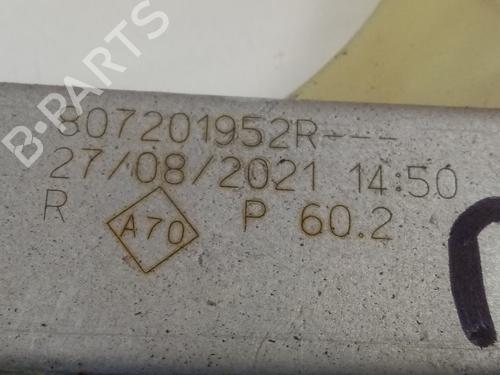 B-PARTS
807201952R---
27/08/2021 14:50
R A70 P 60.2